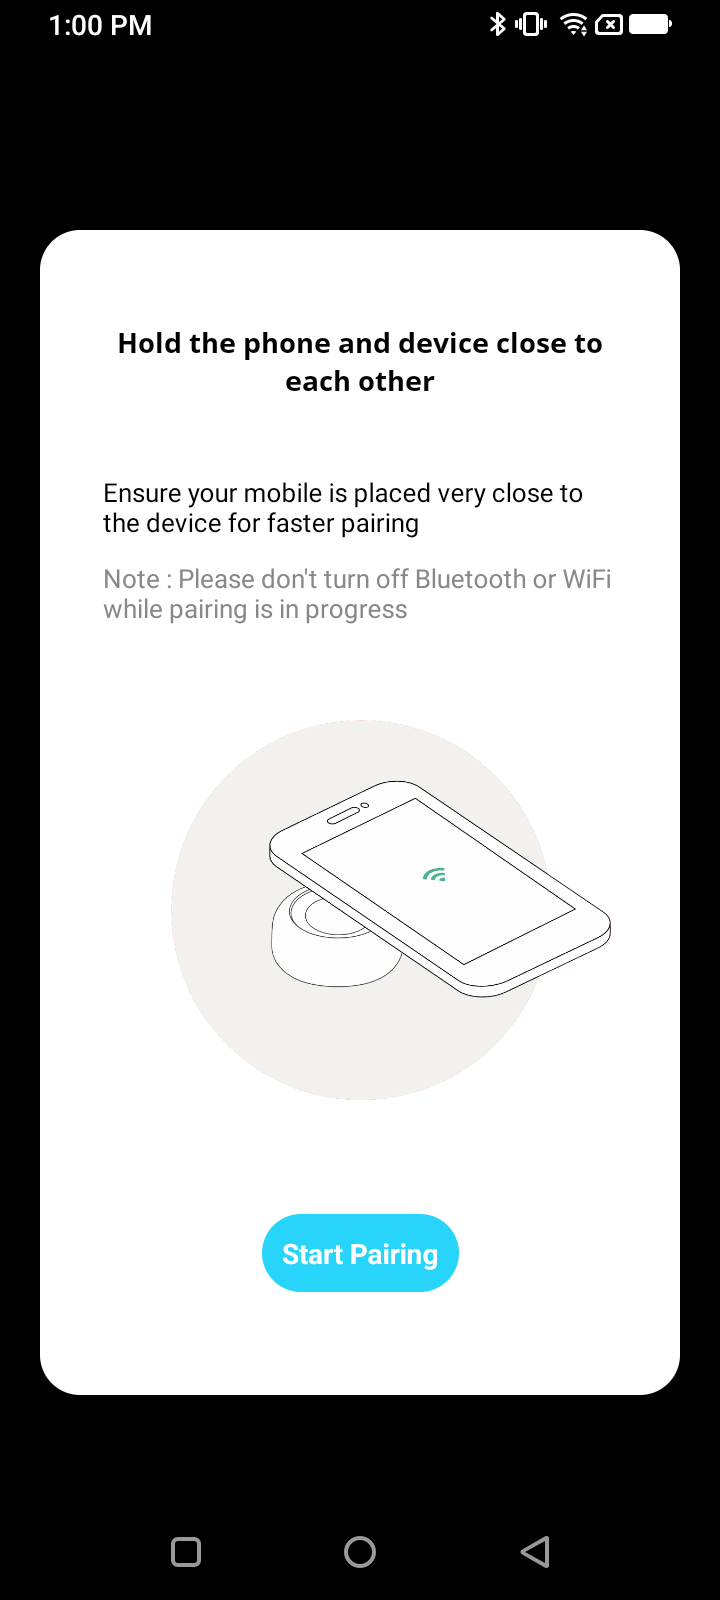 1:00 PM
Hold the phone and device close to
each other
Ensure your mobile is placed very close to
the device for faster pairing
Note : Please don't turn off Bluetooth or WiFi
while pairing is in progress
Start Pairing